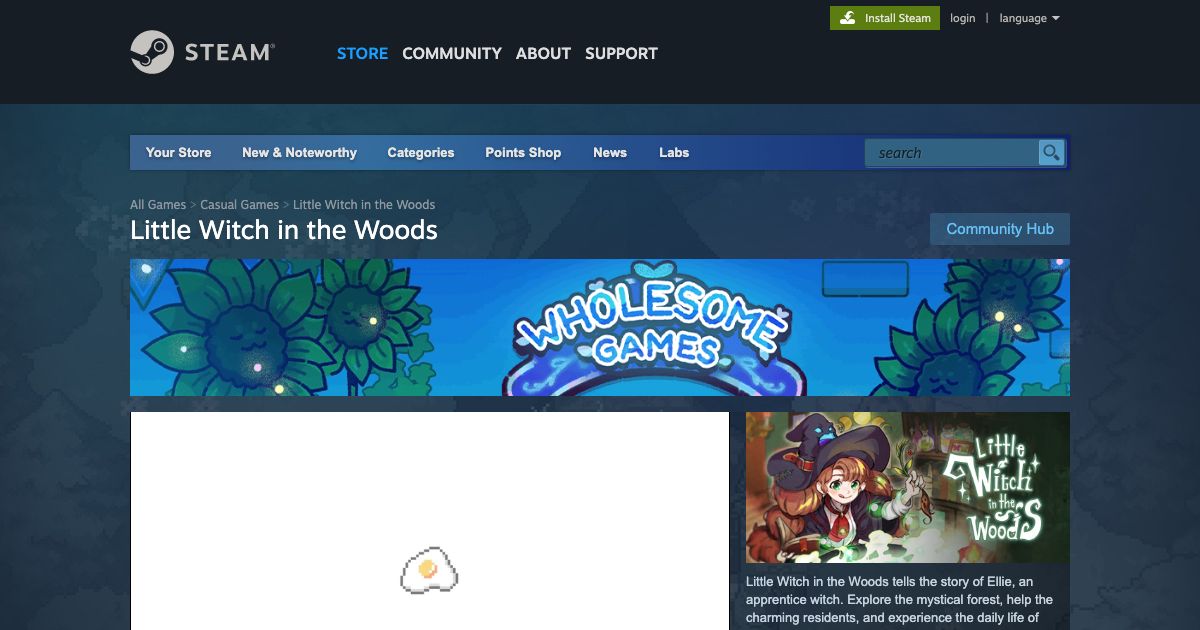 Install Steam
login | language
STEAM®
STORE COMMUNITY ABOUT SUPPORT
Your Store New & Noteworthy Categories Points Shop News Labs
search
All Games > Casual Games > Little Witch in the Woods
Little Witch in the Woods
Community Hub
WHOLESOME
GAMES
Little
Witch
in the
Woods
Little Witch in the Woods tells the story of Ellie, an
apprentice witch. Explore the mystical forest, help the
charming residents, and experience the daily life of